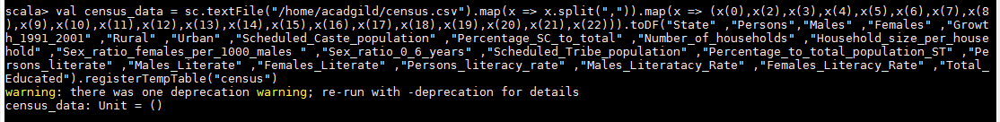 scala> val census_data = sc.textFile("/home/acadgild/census.csv").map(x => x.split(",")).map(x => (x(0),x(2),x(3),x(4),x(5),x(6),x(7),x(8
),x(9),x(10),x(11),x(12),x(13),x(14),x(15),x(16),x(17),x(18),x(19),x(20),x(21),x(22))).toDF("State" ,"Persons","Males" ,"Females" ,"Growt
h_1991_2001" ,"Rural" ,"Urban" ,"Scheduled_Caste_population" ,"Percentage_SC_to_total" ,"Number_of_households" ,"Household_size_per_house
hold" ,"Sex_ratio_females_per_1000_males " ,"Sex_ratio_0_6_years" ,"Scheduled_Tribe_population" ,"Percentage_to_total_population_ST" ,"Pe
rsons_literate" ,"Males_Literate" ,"Females_Literate" ,"Persons_literacy_rate" ,"Males_Literatacy_Rate" ,"Females_Literacy_Rate" ,"Total_
Educated").registerTempTable("census")
warning: there was one deprecation warning; re-run with -deprecation for details
census_data: Unit = ()